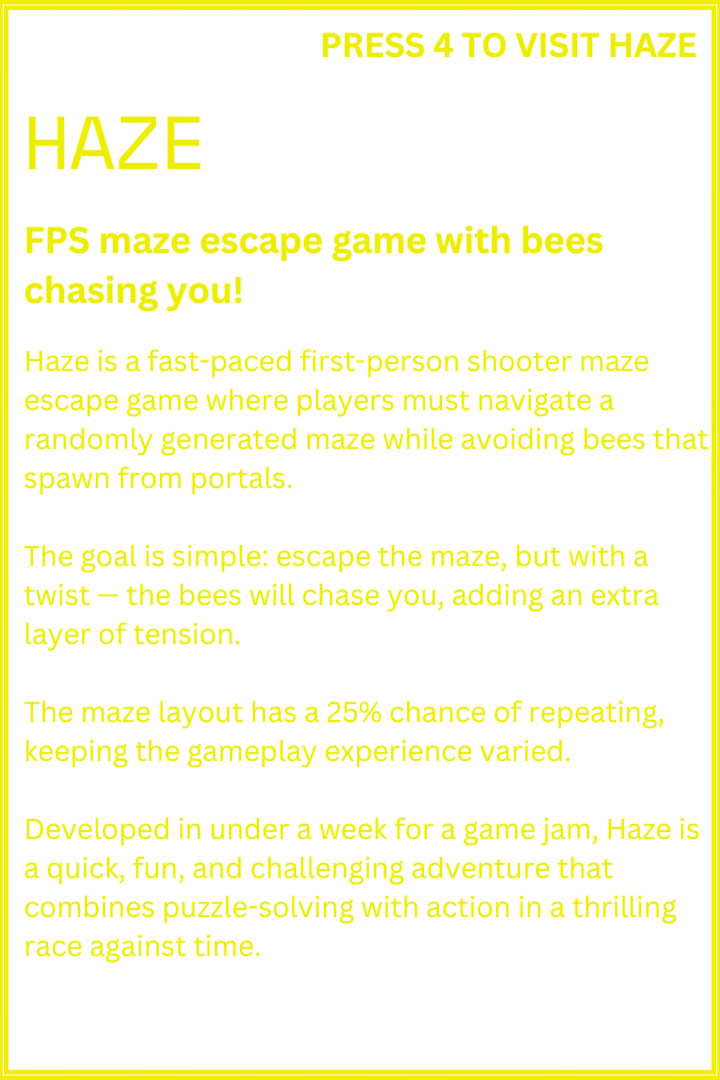 PRESS 4 TO VISIT HAZE
HAZE
FPS maze escape game with bees
chasing you!
Haze is a fast-paced first-person shooter maze
escape game where players must navigate a
randomly generated maze while avoiding bees that
spawn from portals.
The goal is simple: escape the maze, but with a
twist — the bees will chase you, adding an extra
layer of tension.
The maze layout has a 25% chance of repeating,
keeping the gameplay experience varied.
Developed in under a week for a game jam, Haze is
a quick, fun, and challenging adventure that
combines puzzle-solving with action in a thrilling
race against time.